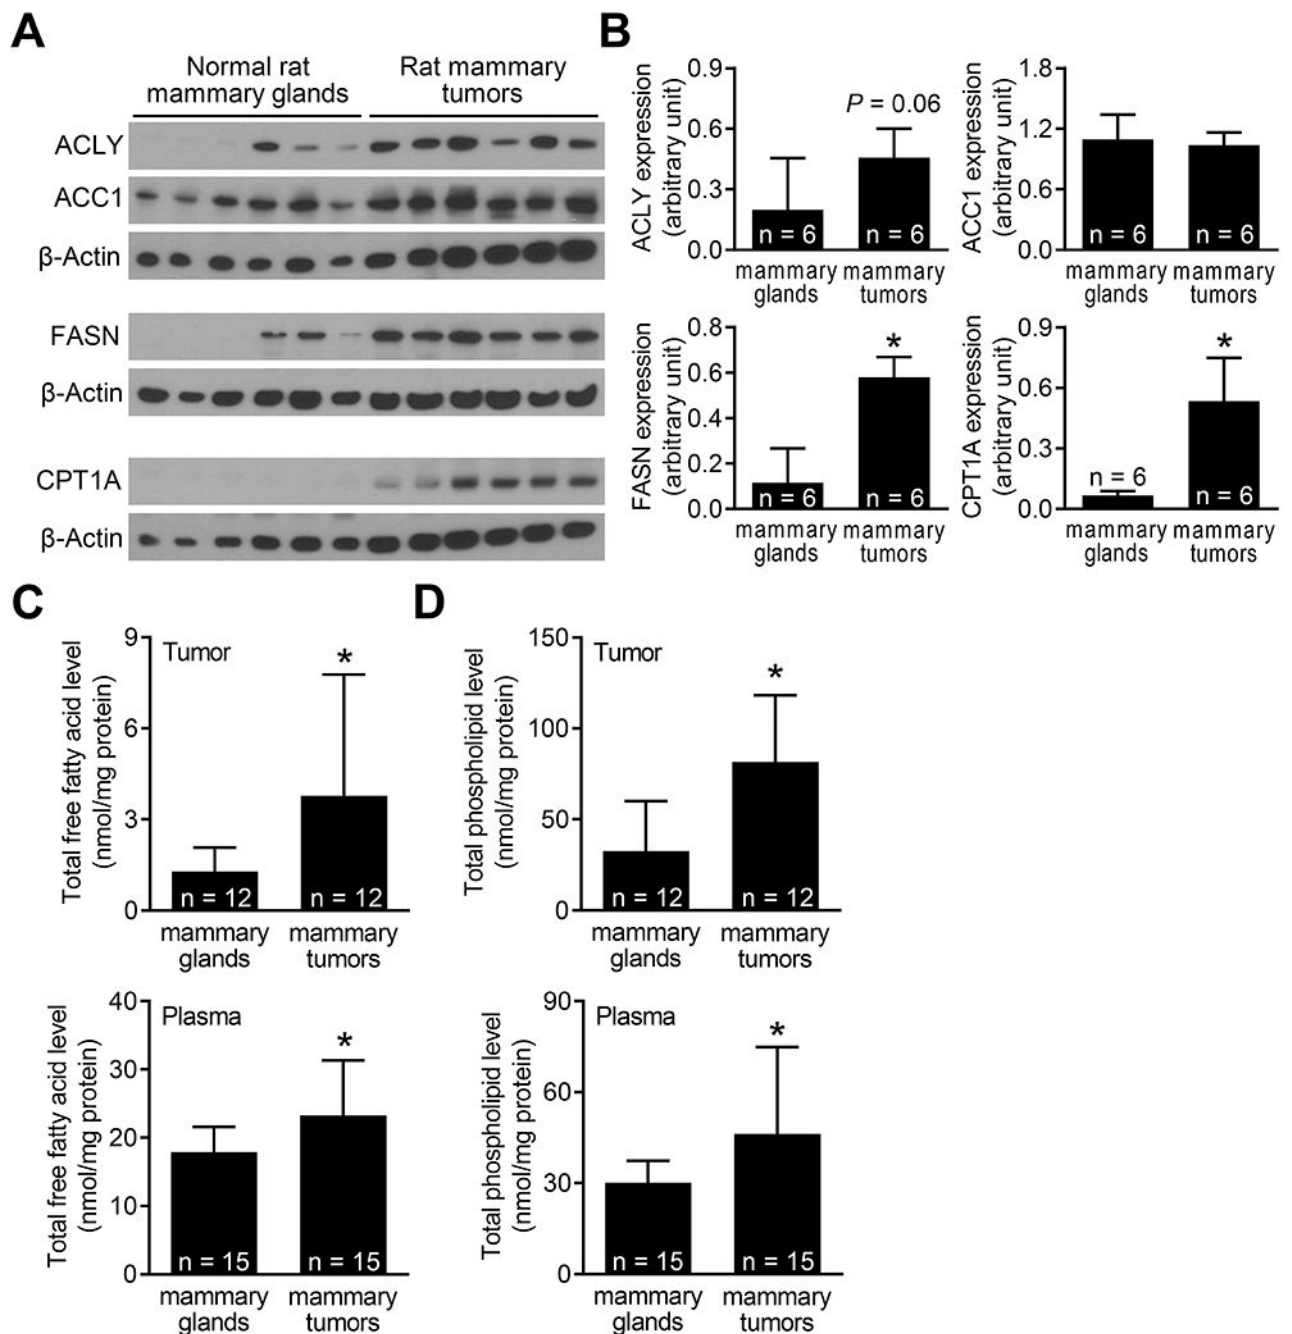 A
Normal rat
mammary glands
Rat mammary
tumors
ACLY
ACC1
β-Actin
FASN
β-Actin
CPT1A
β-Actin
B
ACLY expression
(arbitrary unit)
0.9
0.6
0.3
0.0
P = 0.06
n = 6
n = 6
mammary
glands
mammary
tumors
ACC1 expression
(arbitrary unit)
1.8
1.2
0.6
0.0
n = 6
n = 6
mammary
glands
mammary
tumors
FASN expression
(arbitrary unit)
0.8
0.6
0.4
0.2
0.0
*
n = 6
n = 6
mammary
glands
mammary
tumors
CPT1A expression
(arbitrary unit)
0.9
0.6
0.3
0.0
*
n = 6
n = 6
mammary
glands
mammary
tumors
C
Total free fatty acid level
(nmol/mg protein)
9
6
3
0
Tumor
*
n = 12
n = 12
mammary
glands
mammary
tumors
Total free fatty acid level
(nmol/mg protein)
40
30
20
10
0
Plasma
*
n = 15
n = 15
mammary
glands
mammary
tumors
D
Total phospholipid level
(nmol/mg protein)
150
100
50
0
Tumor
*
n = 12
n = 12
mammary
glands
mammary
tumors
Total phospholipid level
(nmol/mg protein)
90
60
30
0
Plasma
*
n = 15
n = 15
mammary
glands
mammary
tumors